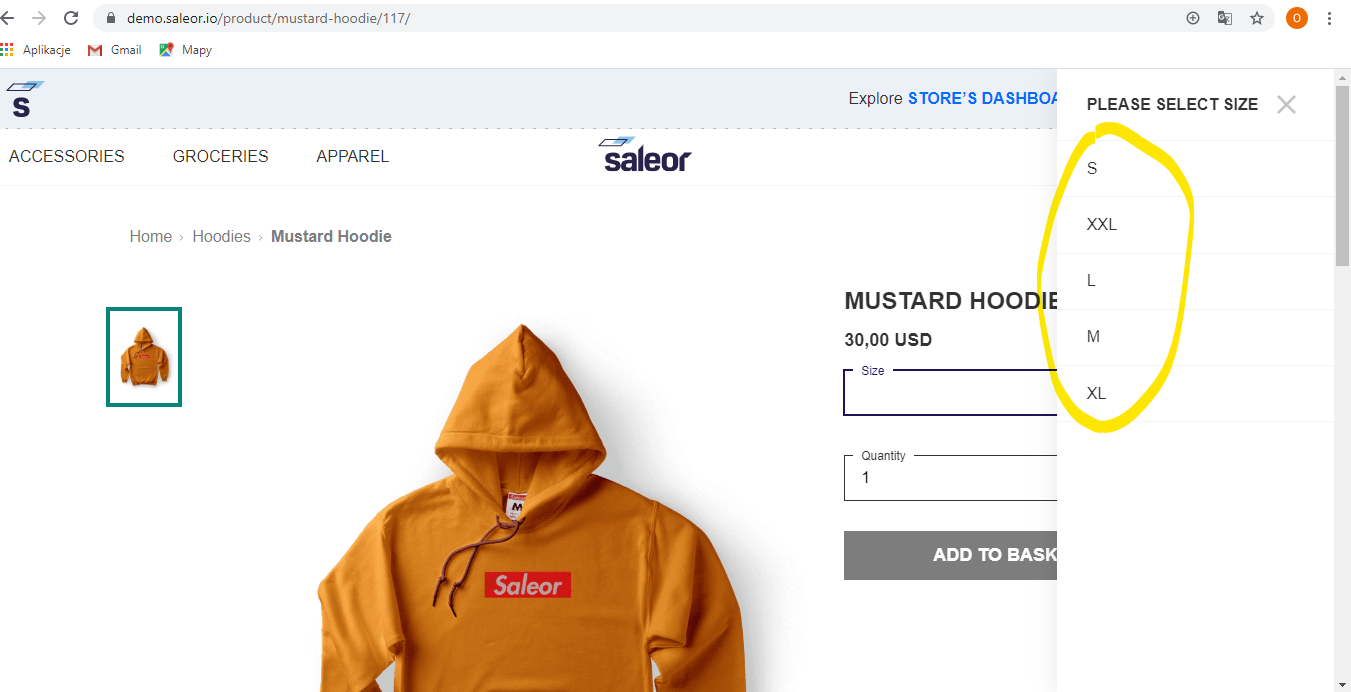 demo.saleor.io/product/mustard-hoodie/117/
O
Aplikacje Gmail Mapy
S
Explore STORE'S DASHBOA
ACCESSORIES GROCERIES APPAREL
saleor
Home › Hoodies › Mustard Hoodie
MUSTARD HOODIE
30,00 USD
Size
Quantity
1
ADD TO BASK
Saleor
M
PLEASE SELECT SIZE
S
XXL
L
M
XL